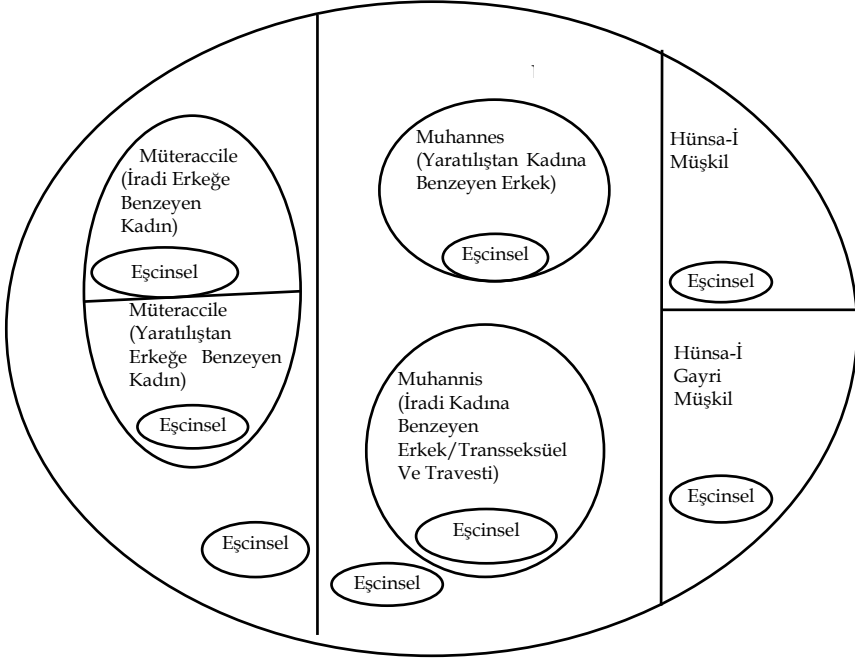 Müteraccile
(İradi Erkeğe
Benzeyen
Kadın)
Eşcinsel
Müteraccile
(Yaratılıştan
Erkeğe Benzeyen
Kadın)
Eşcinsel
Eşcinsel
Muhannes
(Yaratılıştan Kadına
Benzeyen Erkek)
Eşcinsel
Muhannis
(İradi Kadına
Benzeyen
Erkek/Transseksüel
Ve Travesti)
Eşcinsel
Eşcinsel
Hünsa-İ
Müşkil
Eşcinsel
Hünsa-İ
Gayri
Müşkil
Eşcinsel